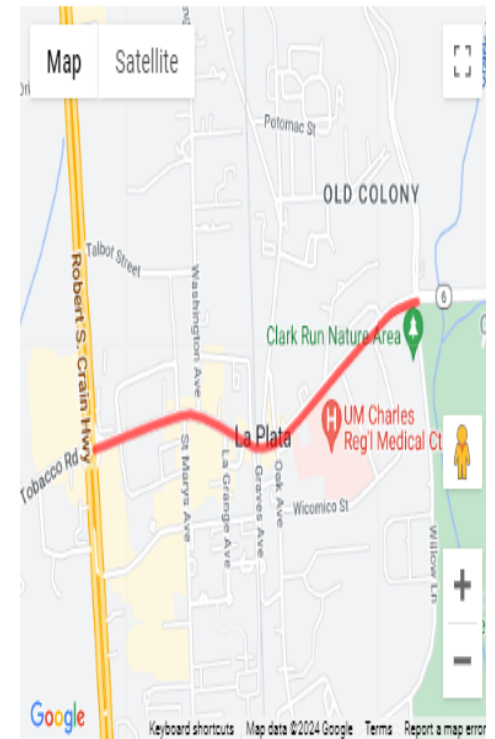 Map
Satellite
Potomac St
OLD COLONY
Talbot Street
Robert S. Crain Hwy
Washington Ave
6
Clark Run Nature Area
H
UM Charles
Reg'l Medical Ct
La Plata
Tobacco Rd
St Marys Ave
La Grange Ave
Graves Ave
Oak Ave
Wicomico St
Willow Ln
+
−
Google
Keyboard shortcuts
Map data ©2024 Google
Terms
Report a map error